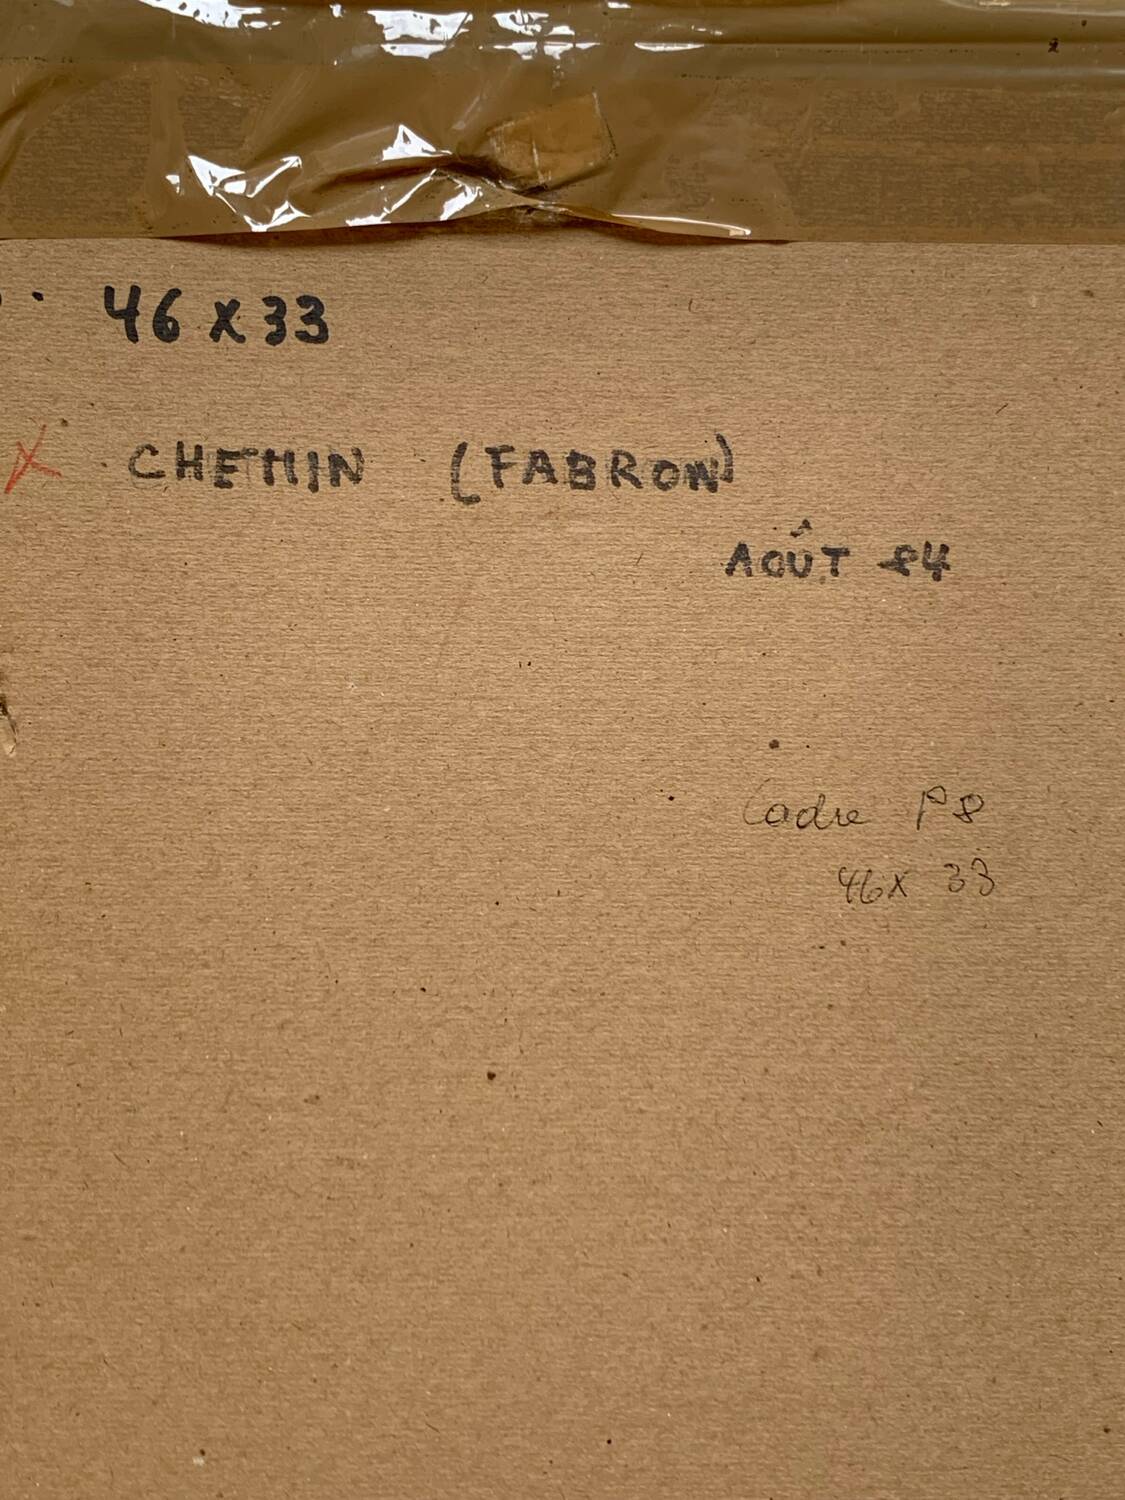 46 x 33
x CHEMIN (FABRON)
AOÛT 84
Cadre P8
46x 33